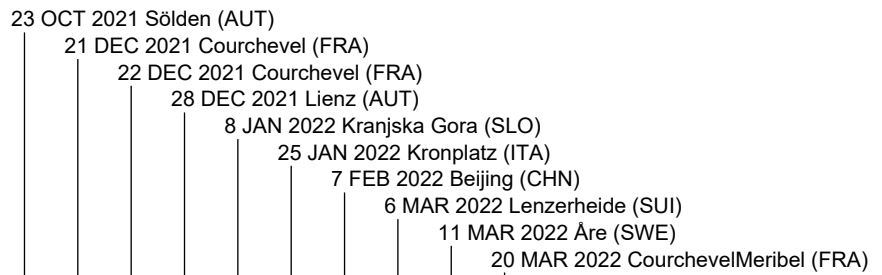 23 OCT 2021 Sölden (AUT)
21 DEC 2021 Courchevel (FRA)
22 DEC 2021 Courchevel (FRA)
28 DEC 2021 Lienz (AUT)
8 JAN 2022 Kranjska Gora (SLO)
25 JAN 2022 Kronplatz (ITA)
7 FEB 2022 Beijing (CHN)
6 MAR 2022 Lenzerheide (SUI)
11 MAR 2022 Åre (SWE)
20 MAR 2022 CourchevelMeribel (FRA)